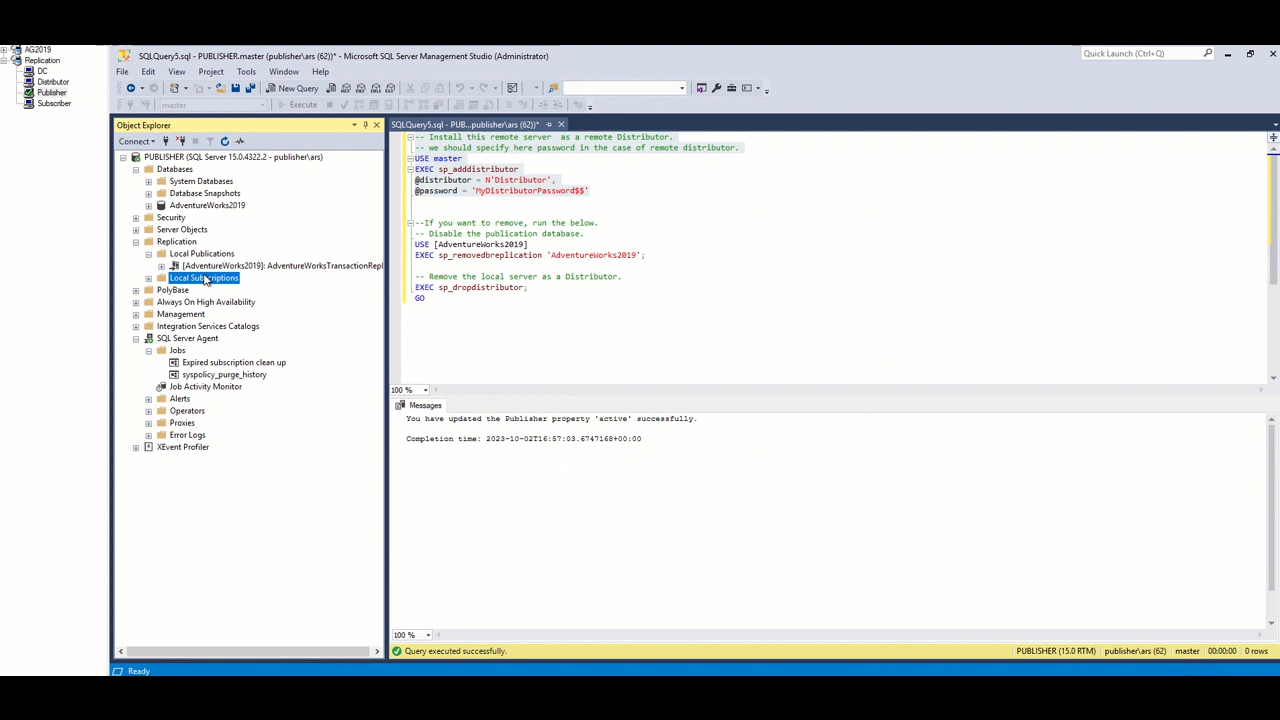 AG2019
Replication
DC
Distributor
Publisher
Subscriber
SQLQuery5.sql - PUBLISHER.master (publisher\ars (62))* - Microsoft SQL Server Management Studio (Administrator)
Quick Launch (Ctrl+Q)
File Edit View Project Tools Window Help
New Query
master
Execute
Object Explorer
SQLQuery5.sql - PUB...publisher\ars (62))*
Connect
PUBLISHER (SQL Server 15.0.4322.2 - publisher\ars)
Databases
System Databases
Database Snapshots
AdventureWorks2019
Security
Server Objects
Replication
Local Publications
[AdventureWorks2019]: AdventureWorksTransactionRepl
Local Subscriptions
PolyBase
Always On High Availability
Management
Integration Services Catalogs
SQL Server Agent
Jobs
Expired subscription clean up
syspolicy_purge_history
Job Activity Monitor
Alerts
Operators
Proxies
Error Logs
XEvent Profiler
-- Install this remote server  as a remote Distributor.
-- we should specify here password in the case of remote distributor.
USE master
EXEC sp_adddistributor
@distributor = N'Distributor',
@password = 'MyDistributorPassword$$'
--If you want to remove, run the below.
-- Disable the publication database.
USE [AdventureWorks2019]
EXEC sp_removedbreplication 'AdventureWorks2019';
-- Remove the local server as a Distributor.
EXEC sp_dropdistributor;
GO
100 %
Messages
You have updated the Publisher property 'active' successfully.
Completion time: 2023-10-02T16:57:03.6747168+00:00
100 %
Query executed successfully.
PUBLISHER (15.0 RTM) publisher\ars (62) master 00:00:00 0 rows
Ready